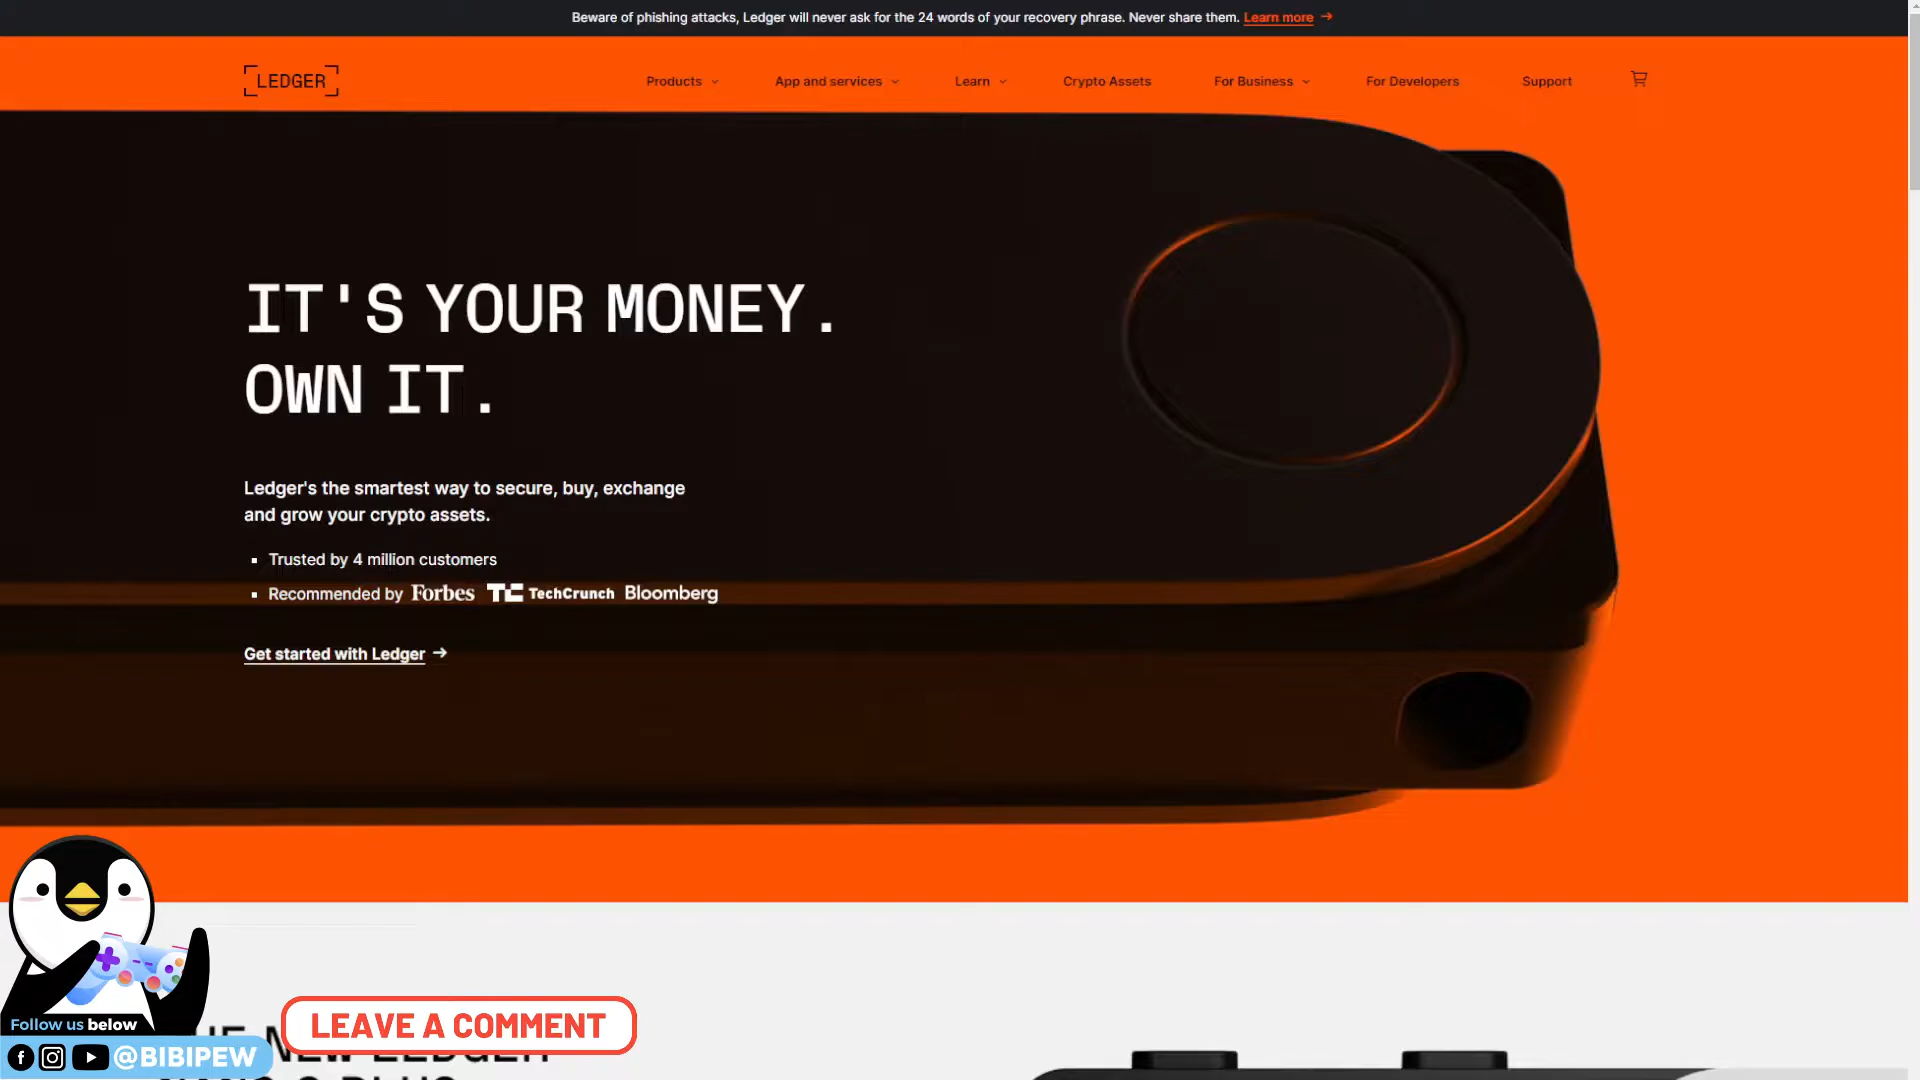 Beware of phishing attacks, Ledger will never ask for the 24 words of your recovery phrase. Never share them. Learn more →
LEDGER
Products
App and services
Learn
Crypto Assets
For Business
For Developers
Support
IT'S YOUR MONEY.
OWN IT.
Ledger's the smartest way to secure, buy, exchange
and grow your crypto assets.
Trusted by 4 million customers
Recommended by Forbes TC TechCrunch Bloomberg
Get started with Ledger →
LEAVE A COMMENT
Follow us below
@BIBIPEW